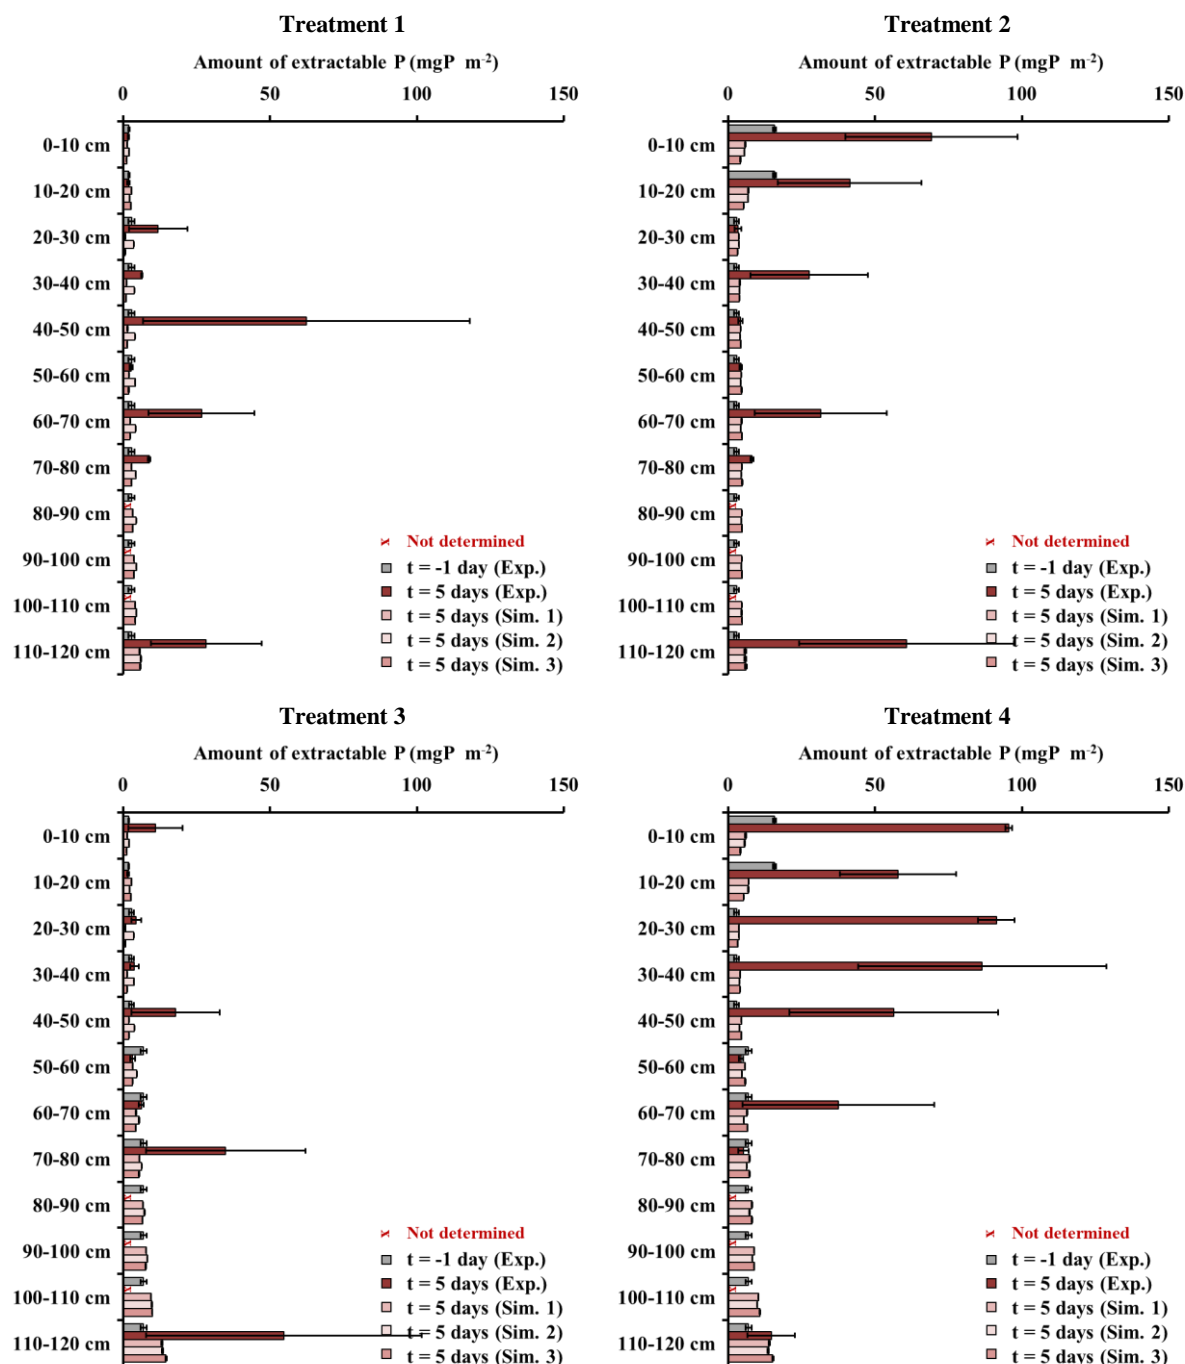 Treatment 1
Amount of extractable P (mgP m-2)
0 50 100 150
0-10 cm
10-20 cm
20-30 cm
30-40 cm
40-50 cm
50-60 cm
60-70 cm
70-80 cm
80-90 cm
90-100 cm
100-110 cm
110-120 cm
Not determined
t = -1 day (Exp.)
t = 5 days (Exp.)
t = 5 days (Sim. 1)
t = 5 days (Sim. 2)
t = 5 days (Sim. 3)
Treatment 2
Amount of extractable P (mgP m-2)
0 50 100 150
0-10 cm
10-20 cm
20-30 cm
30-40 cm
40-50 cm
50-60 cm
60-70 cm
70-80 cm
80-90 cm
90-100 cm
100-110 cm
110-120 cm
Not determined
t = -1 day (Exp.)
t = 5 days (Exp.)
t = 5 days (Sim. 1)
t = 5 days (Sim. 2)
t = 5 days (Sim. 3)
Treatment 3
Amount of extractable P (mgP m-2)
0 50 100 150
0-10 cm
10-20 cm
20-30 cm
30-40 cm
40-50 cm
50-60 cm
60-70 cm
70-80 cm
80-90 cm
90-100 cm
100-110 cm
110-120 cm
Not determined
t = -1 day (Exp.)
t = 5 days (Exp.)
t = 5 days (Sim. 1)
t = 5 days (Sim. 2)
t = 5 days (Sim. 3)
Treatment 4
Amount of extractable P (mgP m-2)
0 50 100 150
0-10 cm
10-20 cm
20-30 cm
30-40 cm
40-50 cm
50-60 cm
60-70 cm
70-80 cm
80-90 cm
90-100 cm
100-110 cm
110-120 cm
Not determined
t = -1 day (Exp.)
t = 5 days (Exp.)
t = 5 days (Sim. 1)
t = 5 days (Sim. 2)
t = 5 days (Sim. 3)